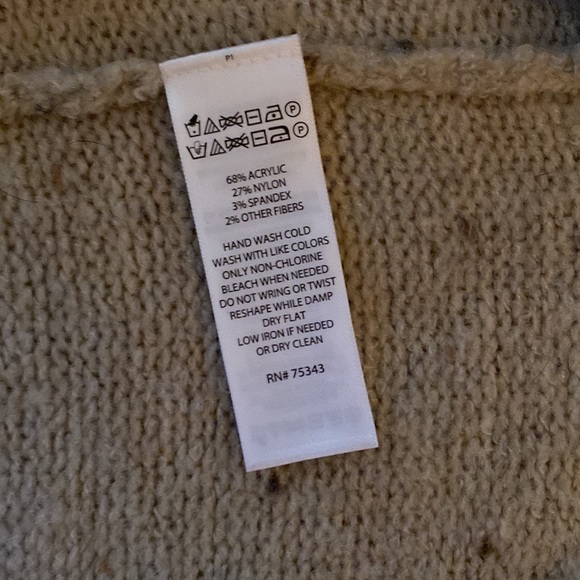 P1
P
P
68% ACRYLIC
27% NYLON
3% SPANDEX
2% OTHER FIBERS
HAND WASH COLD
WASH WITH LIKE COLORS
ONLY NON-CHLORINE
BLEACH WHEN NEEDED
DO NOT WRING OR TWIST
RESHAPE WHILE DAMP
DRY FLAT
LOW IRON IF NEEDED
OR DRY CLEAN
RN# 75343